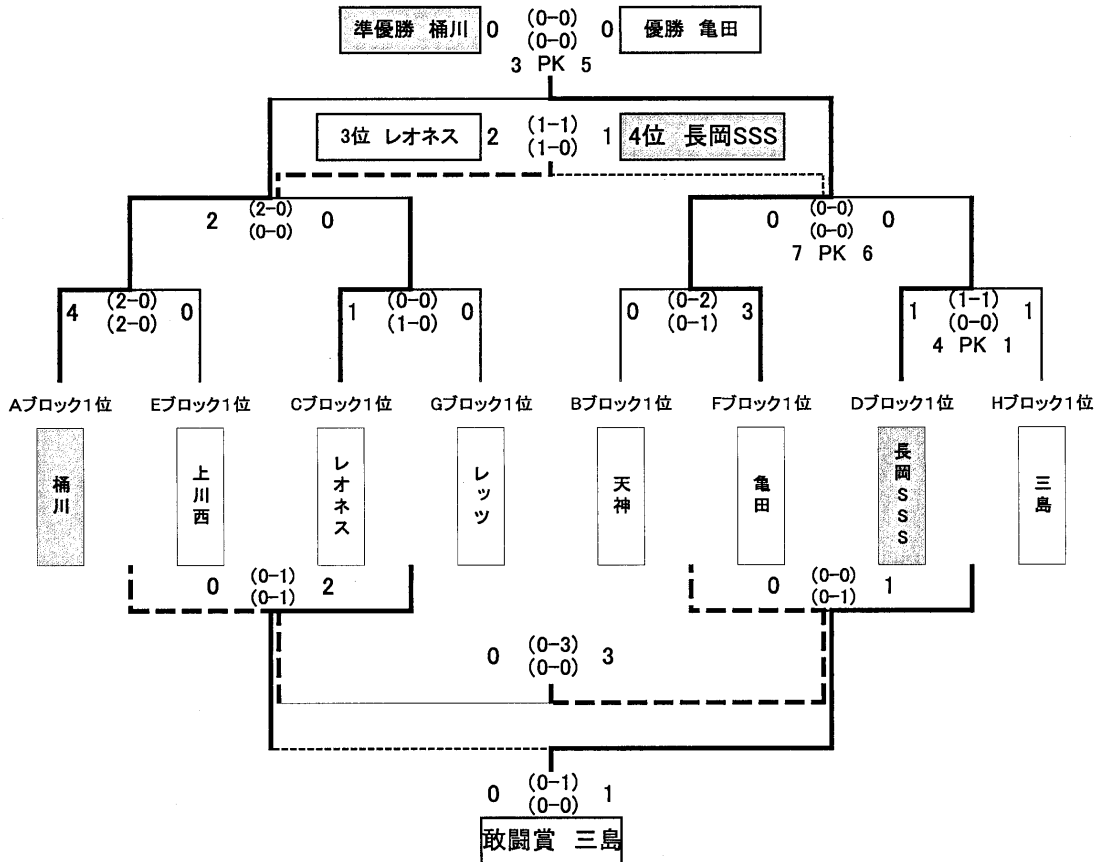 準優勝 桶川 0 (0-0) 0 優勝 亀田
(0-0)
3 PK 5
3位 レオネス 2 (1-1) 1 4位 長岡SSS
(1-0)
2 (2-0) 0
(0-0)
0 (0-0) 0
(0-0)
7 PK 6
4 (2-0) 0
(2-0)
1 (0-0) 0
(1-0)
0 (0-2) 3
(0-1)
1 (1-1) 1
(0-0)
4 PK 1
Aブロック1位 Eブロック1位 Cブロック1位 Gブロック1位 Bブロック1位 Fブロック1位 Dブロック1位 Hブロック1位
桶川
上川西
レオネス
レッツ
天神
亀田
長岡SSS
三島
0 (0-1) 2
(0-1)
0 (0-0) 1
(0-1)
0 (0-3) 3
(0-0)
0 (0-1) 1
(0-0)
敢闘賞 三島